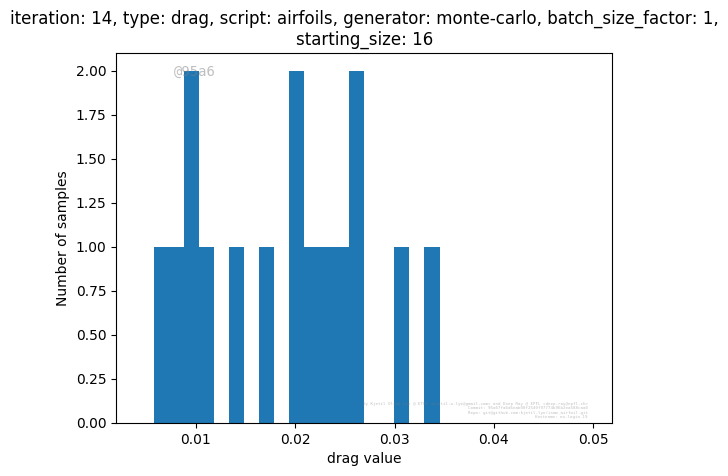 iteration: 14, type: drag, script: airfoils, generator: monte-carlo, batch_size_factor: 1,
starting_size: 16
@95a6
2.00
1.75
1.50
1.25
1.00
0.75
0.50
0.25
0.00
Number of samples
0.01 0.02 0.03 0.04 0.05
drag value